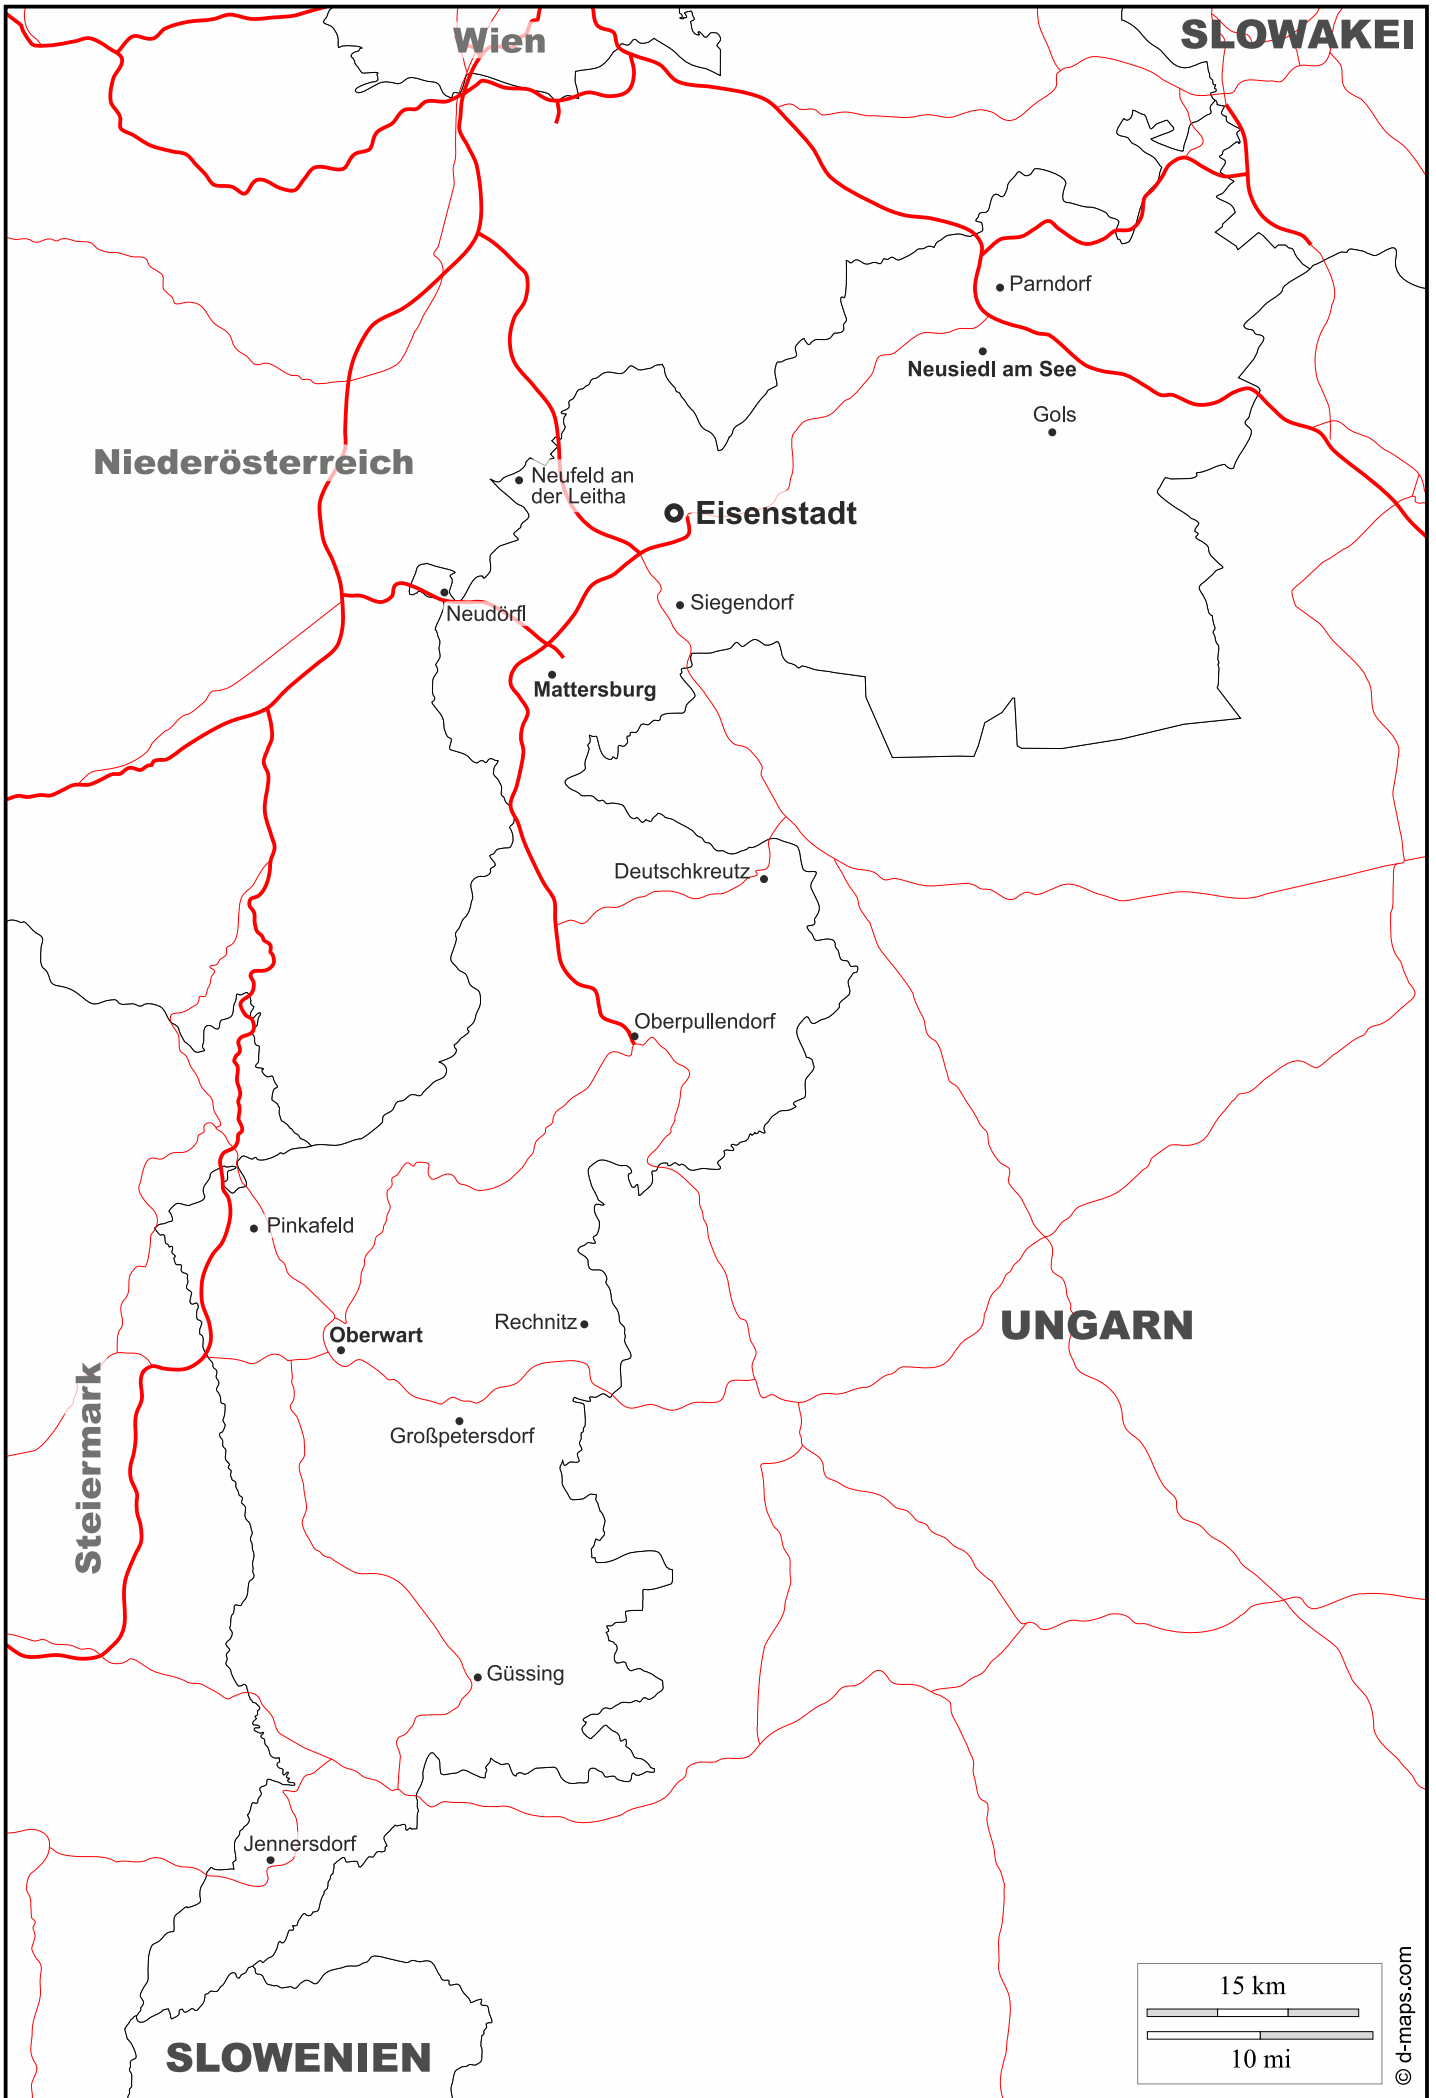 Wien
SLOWAKEI
Parndorf
Neusiedl am See
Gols
Niederösterreich
Neufeld an
der Leitha
Eisenstadt
Neudörfl
Siegendorf
Mattersburg
Deutschkreutz
Oberpullendorf
Pinkafeld
Rechnitz
Oberwart
UNGARN
Großpetersdorf
Steiermark
Güssing
Jennersdorf
SLOWENIEN
15 km
10 mi
© d-maps.com